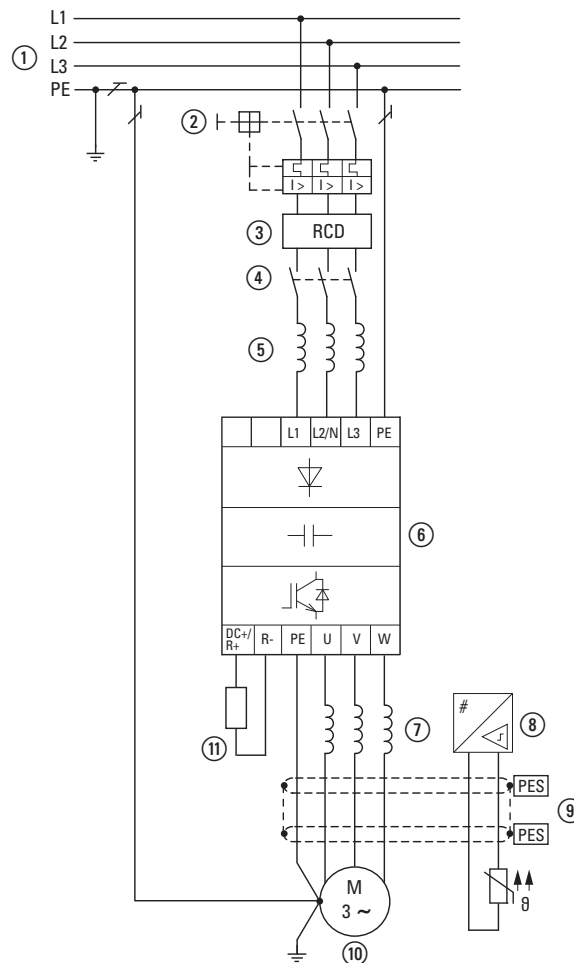 L1
L2
① L3
PE
②
I > I > I >
③ RCD
④
⑤
L1 L2/N L3 PE
⑥
DC+/
R+ R- PE U V W
⑪
⑦
#
⑧
PES
⑨
PES
M
3 ~
ϑ
⑩